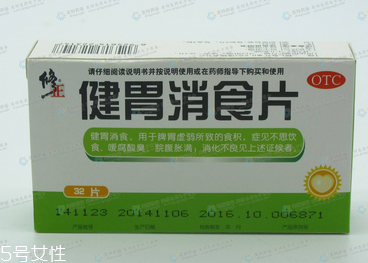 请仔细阅读说明书并按说明使用或在药师指导下购买和使用
修正
OTC
健胃消食片
健胃消食。用于脾胃虚弱所致的食积，症见不思饮
食，嗳腐酸臭，脘腹胀满；消化不良见上述证候者。
32片
141123 20141106 2016.10.006871
5号女性